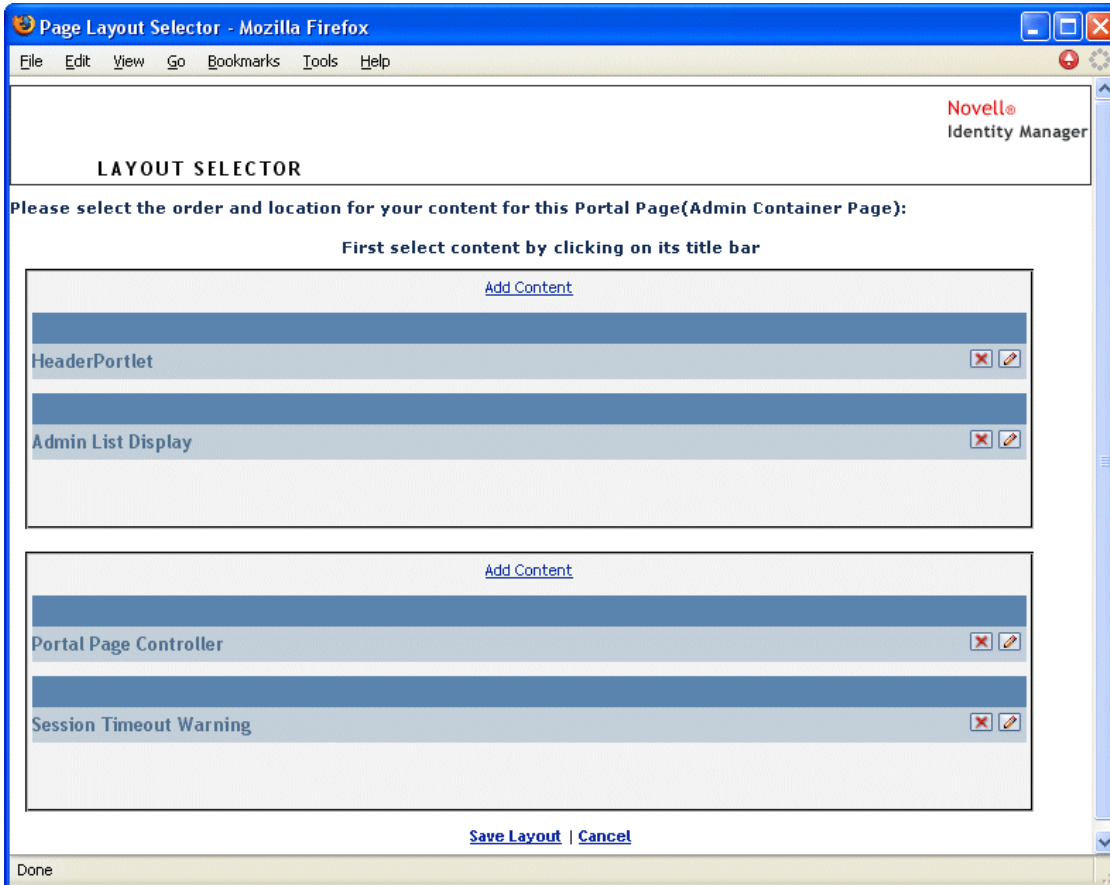 Page Layout Selector - Mozilla Firefox
File Edit View Go Bookmarks Tools Help
Novell®
Identity Manager
LAYOUT SELECTOR
Please select the order and location for your content for this Portal Page(Admin Container Page):
First select content by clicking on its title bar
Add Content
HeaderPortlet
Admin List Display
Add Content
Portal Page Controller
Session Timeout Warning
Save Layout | Cancel
Done